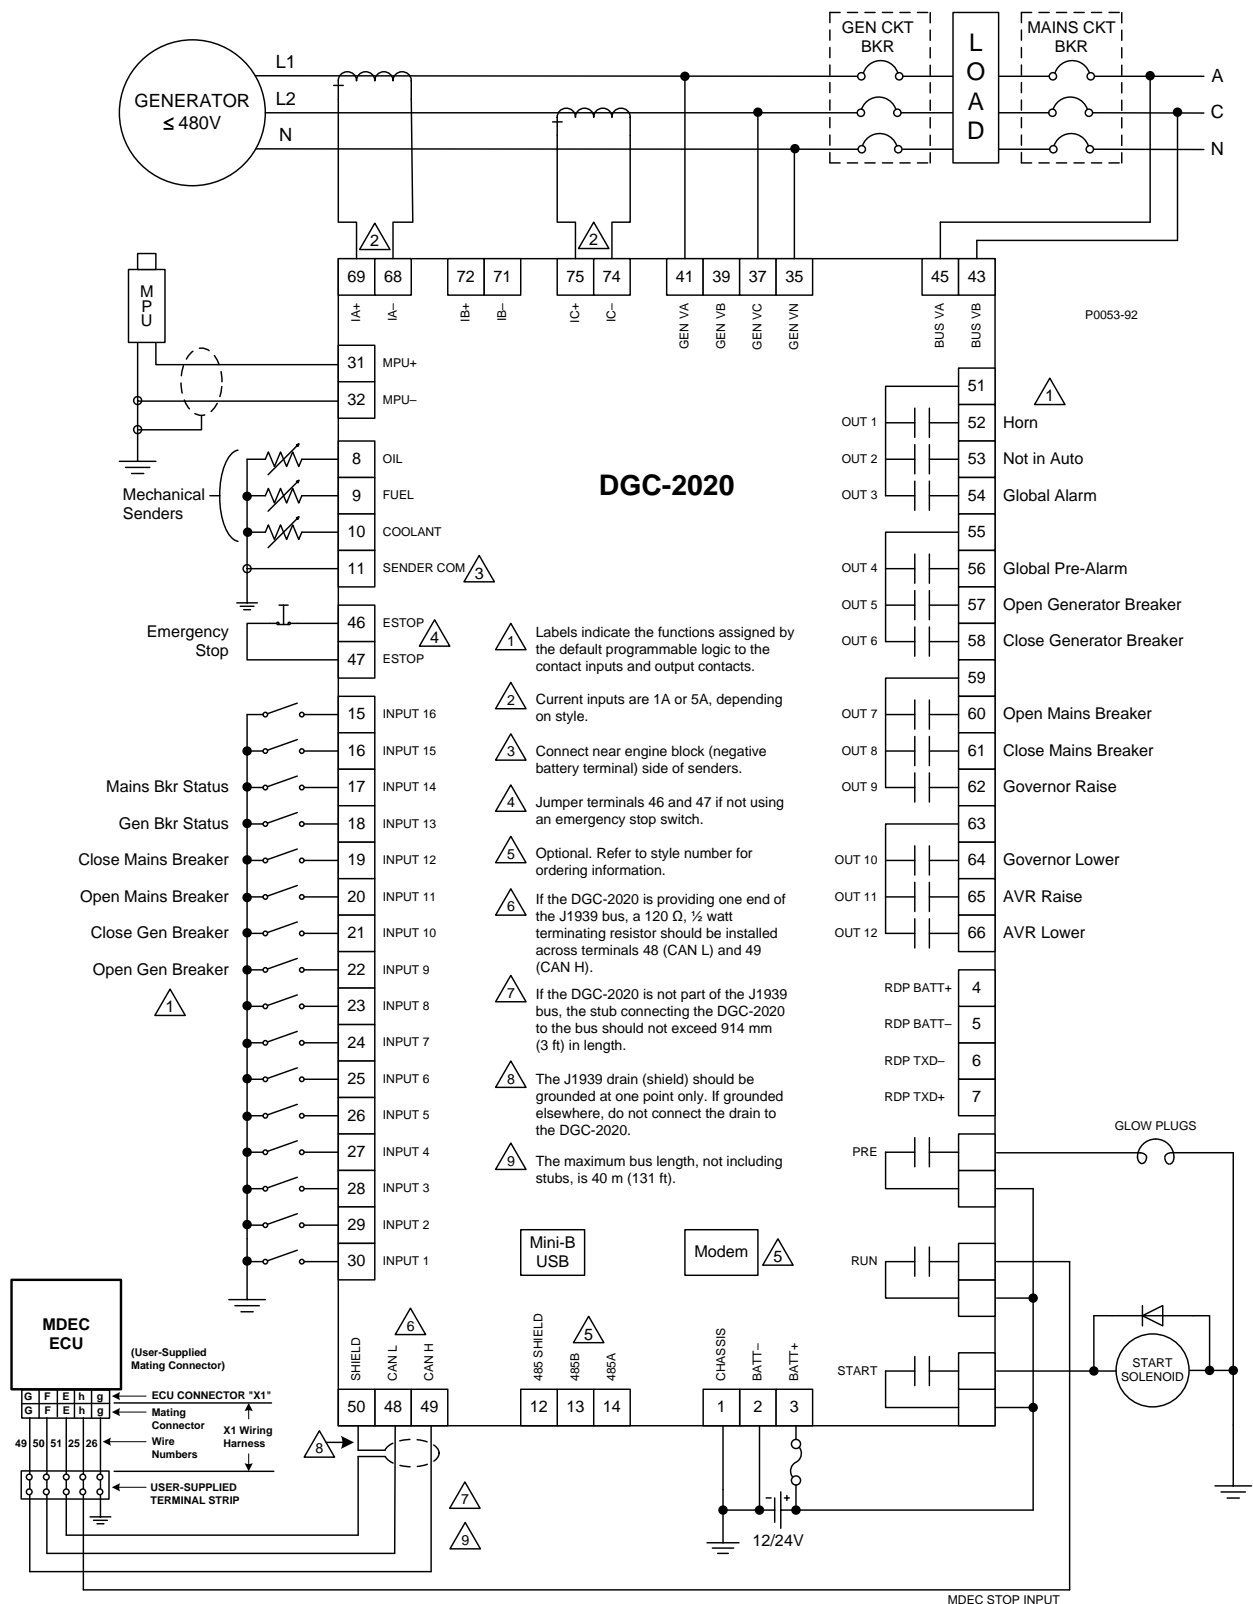 GEN CKT
BKR
MAINS CKT
BKR
L
O
A
D
L1
L2
N
GENERATOR
≤ 480V
A
C
N
2
2
69 68 72 71 75 74 41 39 37 35 45 43
IA+ IA– IB+ IB– IC+ IC– GEN VA GEN VB GEN VC GEN VN BUS VA BUS VB
P0053-92
M
P
U
31 MPU+
32 MPU–
Mechanical
Senders
8 OIL
9 FUEL
10 COOLANT
11 SENDER COM 3
Emergency
Stop
46 ESTOP
47 ESTOP
4
DGC-2020
15 INPUT 16
16 INPUT 15
Mains Bkr Status 17 INPUT 14
Gen Bkr Status 18 INPUT 13
Close Mains Breaker 19 INPUT 12
Open Mains Breaker 20 INPUT 11
Close Gen Breaker 21 INPUT 10
Open Gen Breaker 22 INPUT 9
1
23 INPUT 8
24 INPUT 7
25 INPUT 6
26 INPUT 5
27 INPUT 4
28 INPUT 3
29 INPUT 2
30 INPUT 1
1 Labels indicate the functions assigned by
the default programmable logic to the
contact inputs and output contacts.
2 Current inputs are 1A or 5A, depending
on style.
3 Connect near engine block (negative
battery terminal) side of senders.
4 Jumper terminals 46 and 47 if not using
an emergency stop switch.
5 Optional. Refer to style number for
ordering information.
6 If the DGC-2020 is providing one end of
the J1939 bus, a 120 Ω, ½ watt
terminating resistor should be installed
across terminals 48 (CAN L) and 49
(CAN H).
7 If the DGC-2020 is not part of the J1939
bus, the stub connecting the DGC-2020
to the bus should not exceed 914 mm
(3 ft) in length.
8 The J1939 drain (shield) should be
grounded at one point only. If grounded
elsewhere, do not connect the drain to
the DGC-2020.
9 The maximum bus length, not including
stubs, is 40 m (131 ft).
51
1
OUT 1 52 Horn
OUT 2 53 Not in Auto
OUT 3 54 Global Alarm
55
OUT 4 56 Global Pre-Alarm
OUT 5 57 Open Generator Breaker
OUT 6 58 Close Generator Breaker
59
OUT 7 60 Open Mains Breaker
OUT 8 61 Close Mains Breaker
OUT 9 62 Governor Raise
63
OUT 10 64 Governor Lower
OUT 11 65 AVR Raise
OUT 12 66 AVR Lower
RDP BATT+ 4
RDP BATT– 5
RDP TXD– 6
RDP TXD+ 7
GLOW PLUGS
PRE
RUN
START
START
SOLENOID
Mini-B
USB
Modem
5
MDEC
ECU
(User-Supplied
Mating Connector)
G F E h g ECU CONNECTOR "X1"
G F E h g Mating
Connector
49 50 51 25 26 Wire
Numbers
X1 Wiring
Harness
USER-SUPPLIED
TERMINAL STRIP
6
SHIELD CAN L CAN H
50 48 49
5
485 SHIELD 485B 485A
12 13 14
CHASSIS BATT– BATT+
1 2 3
8
7
9
- +
12/24V
MDEC STOP INPUT